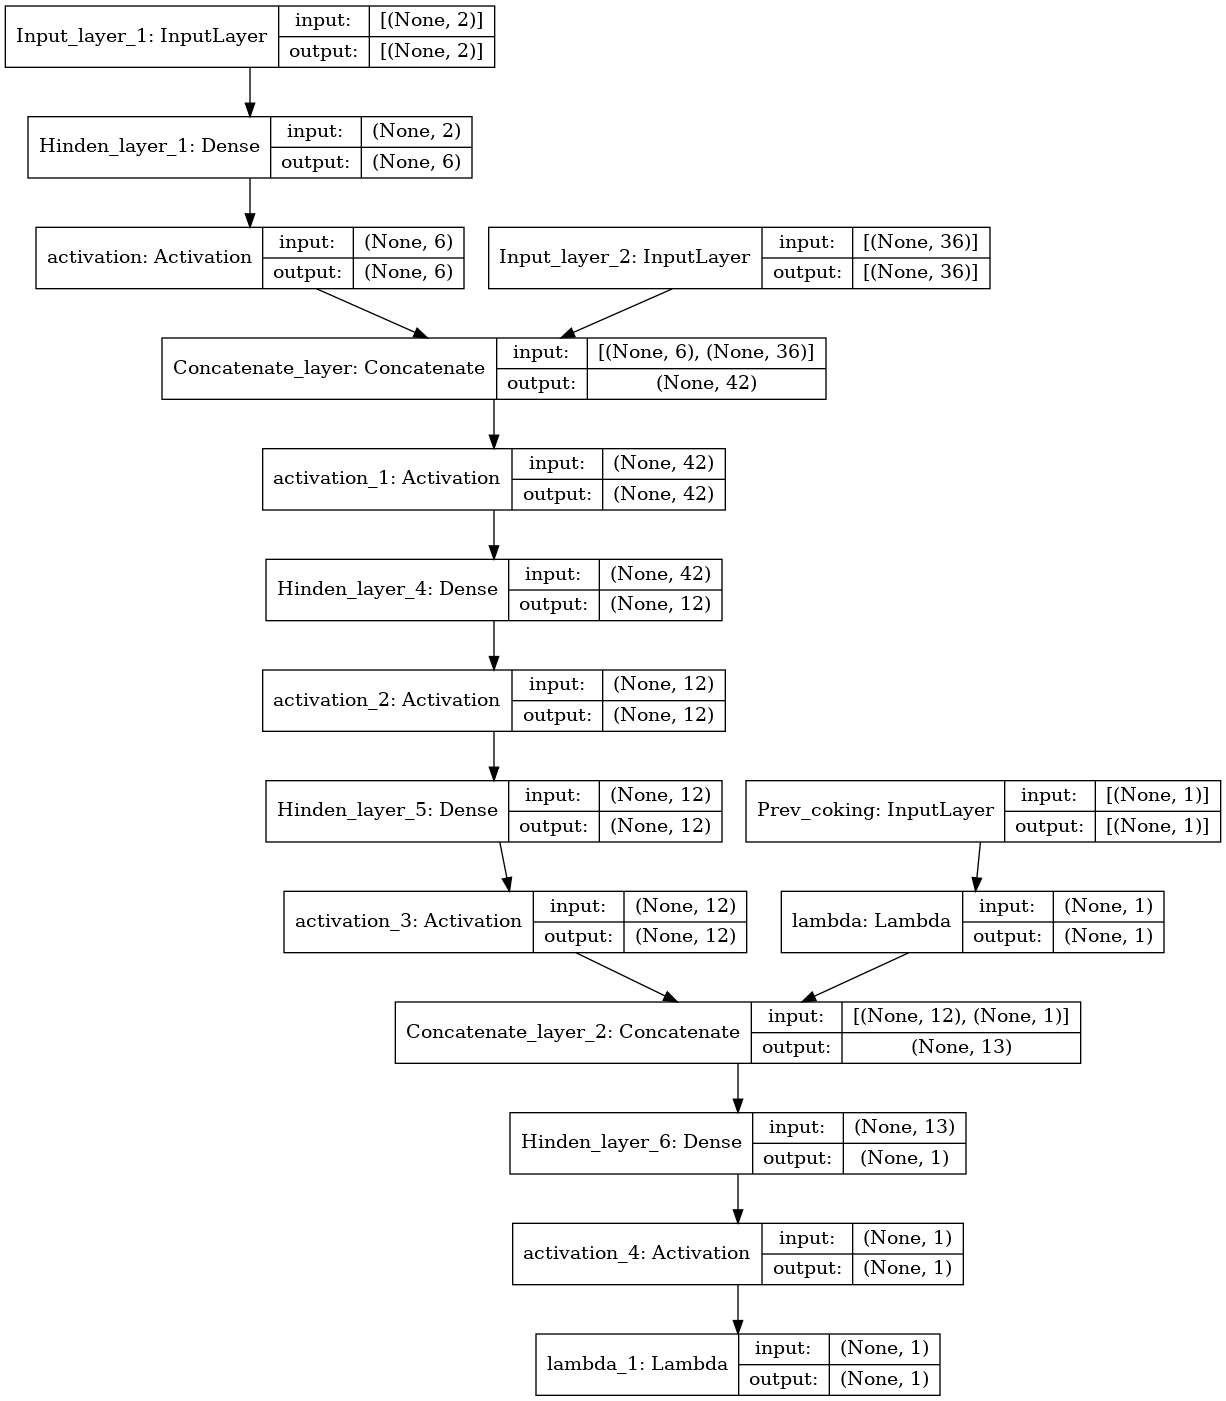 Input_layer_1: InputLayer
input:
[(None, 2)]
output:
[(None, 2)]
Hinden_layer_1: Dense
input:
(None, 2)
output:
(None, 6)
activation: Activation
input:
(None, 6)
output:
(None, 6)
Input_layer_2: InputLayer
input:
[(None, 36)]
output:
[(None, 36)]
Concatenate_layer: Concatenate
input:
[(None, 6), (None, 36)]
output:
(None, 42)
activation_1: Activation
input:
(None, 42)
output:
(None, 42)
Hinden_layer_4: Dense
input:
(None, 42)
output:
(None, 12)
activation_2: Activation
input:
(None, 12)
output:
(None, 12)
Hinden_layer_5: Dense
input:
(None, 12)
output:
(None, 12)
Prev_coking: InputLayer
input:
[(None, 1)]
output:
[(None, 1)]
activation_3: Activation
input:
(None, 12)
output:
(None, 12)
lambda: Lambda
input:
(None, 1)
output:
(None, 1)
Concatenate_layer_2: Concatenate
input:
[(None, 12), (None, 1)]
output:
(None, 13)
Hinden_layer_6: Dense
input:
(None, 13)
output:
(None, 1)
activation_4: Activation
input:
(None, 1)
output:
(None, 1)
lambda_1: Lambda
input:
(None, 1)
output:
(None, 1)